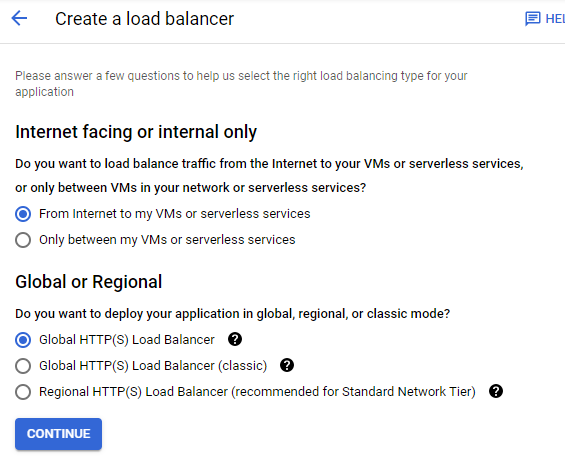 Create a load balancer
Please answer a few questions to help us select the right load balancing type for your
application
Internet facing or internal only
Do you want to load balance traffic from the Internet to your VMs or serverless services,
or only between VMs in your network or serverless services?
From Internet to my VMs or serverless services
Only between my VMs or serverless services
Global or Regional
Do you want to deploy your application in global, regional, or classic mode?
Global HTTP(S) Load Balancer ?
Global HTTP(S) Load Balancer (classic) ?
Regional HTTP(S) Load Balancer (recommended for Standard Network Tier) ?
CONTINUE